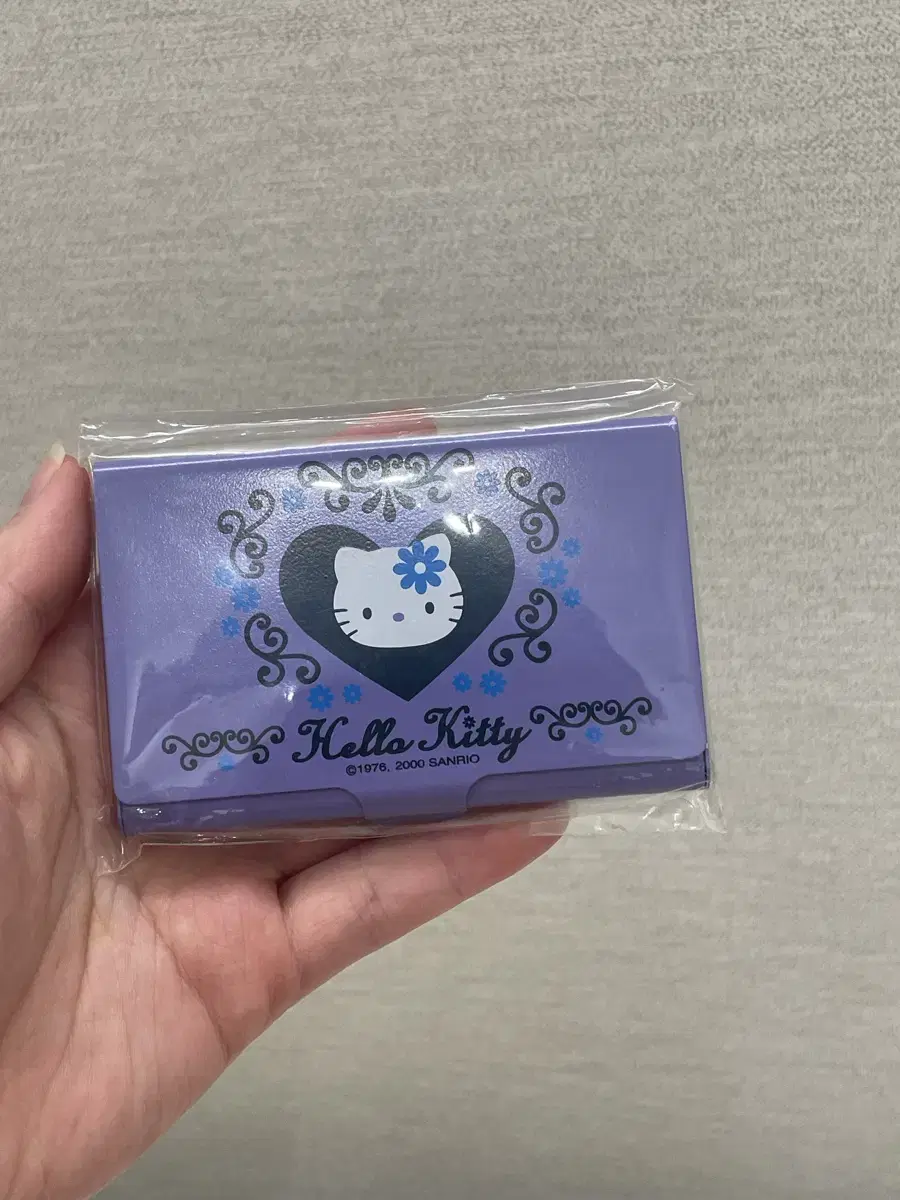 Hello Kitty
©1976, 2000 SANRIO